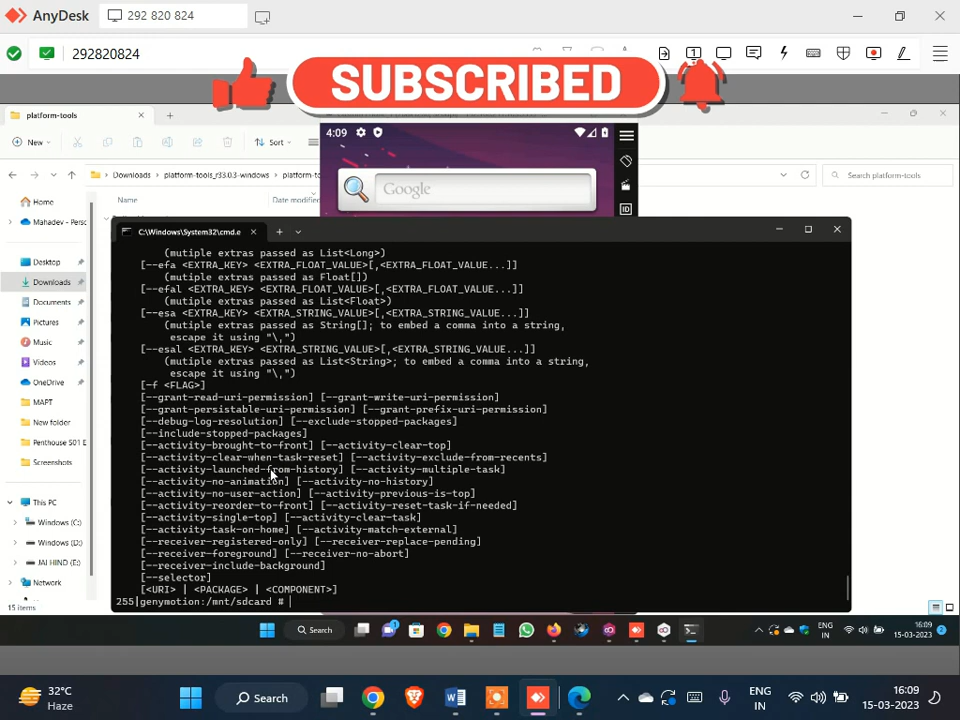 AnyDesk
292 820 824
292820824
1
SUBSCRIBED
platform-tools
New
Sort
4:09
Downloads
platform-tools_r33.0.3-windows
Search platform-tools
Google
ID
Home
Date modified
Mahadev - Perso
Desktop
Downloads
Documents
Pictures
Music
Videos
OneDrive
MAPT
New folder
Penthouse S01 E
Screenshots
This PC
Windows (C:)
Windows (D:)
JAI HIND (E:)
Network
15 items
C:\Windows\System32\cmd.e
(mutiple extras passed as List<Long>)
[--efa <EXTRA_KEY> <EXTRA_FLOAT_VALUE>[,<EXTRA_FLOAT_VALUE...]]
(mutiple extras passed as Float[])
[--efal <EXTRA_KEY> <EXTRA_FLOAT_VALUE>[,<EXTRA_FLOAT_VALUE...]]
(mutiple extras passed as List<Float>)
[--esa <EXTRA_KEY> <EXTRA_STRING_VALUE>[,<EXTRA_STRING_VALUE...]]
(mutiple extras passed as String[]; to embed a comma into a string,
escape it using "\,")
[--esal <EXTRA_KEY> <EXTRA_STRING_VALUE>[,<EXTRA_STRING_VALUE...]]
(mutiple extras passed as List<String>; to embed a comma into a string,
escape it using "\,")
[-f <FLAG>]
[--grant-read-uri-permission] [--grant-write-uri-permission]
[--grant-persistable-uri-permission] [--grant-prefix-uri-permission]
[--debug-log-resolution] [--exclude-stopped-packages]
[--include-stopped-packages]
[--activity-brought-to-front] [--activity-clear-top]
[--activity-clear-when-task-reset] [--activity-exclude-from-recents]
[--activity-launched-from-history] [--activity-multiple-task]
[--activity-no-animation] [--activity-no-history]
[--activity-no-user-action] [--activity-previous-is-top]
[--activity-reorder-to-front] [--activity-reset-task-if-needed]
[--activity-single-top] [--activity-clear-task]
[--activity-task-on-home] [--activity-match-external]
[--receiver-registered-only] [--receiver-replace-pending]
[--receiver-foreground] [--receiver-no-abort]
[--receiver-include-background]
[--selector]
[<URI> | <PACKAGE> | <COMPONENT>]
255|genymotion:/mnt/sdcard #
Search
ENG
IN
16:09
15-03-2023
2
32°C
Haze
Search
ENG
IN
16:09
15-03-2023